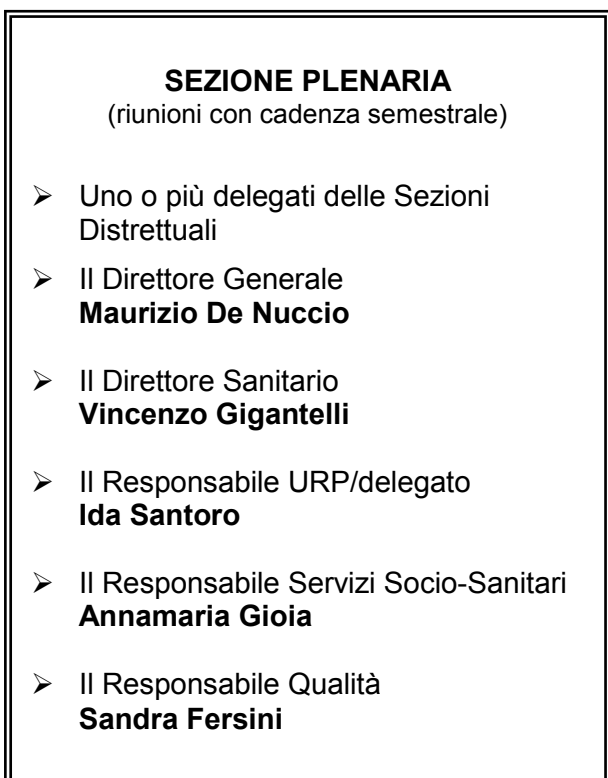 SEZIONE PLENARIA
(riunioni con cadenza semestrale)
➢ Uno o più delegati delle Sezioni
Distrettuali
➢ Il Direttore Generale
Maurizio De Nuccio
➢ Il Direttore Sanitario
Vincenzo Gigantelli
➢ Il Responsabile URP/delegato
Ida Santoro
➢ Il Responsabile Servizi Socio-Sanitari
Annamaria Gioia
➢ Il Responsabile Qualità
Sandra Fersini